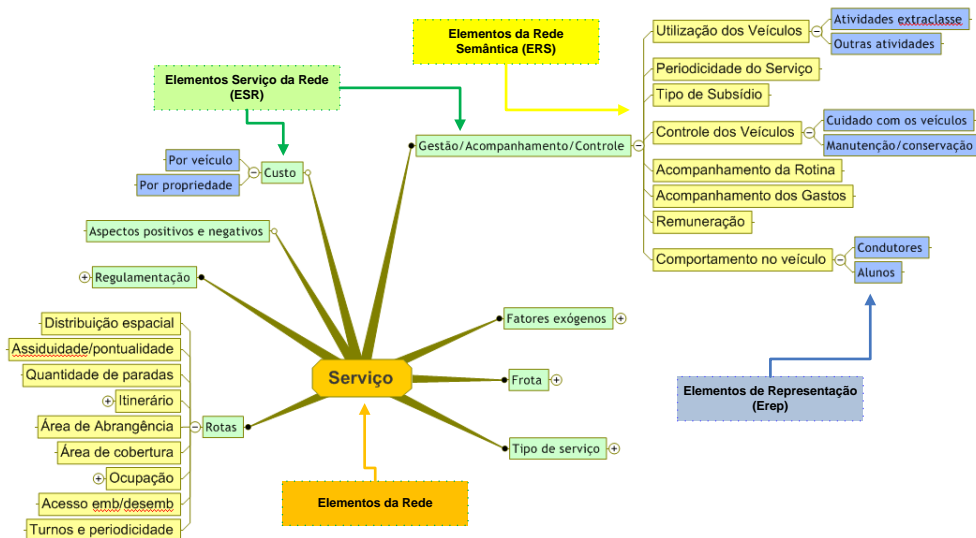 Elementos da Rede
Semântica (ERS)
Elementos Serviço da Rede
(ESR)
Utilização dos Veículos
Atividades extraclasse
Outras atividades
Periodicidade do Serviço
Tipo de Subsídio
Controle dos Veículos
Cuidado com os veículos
Manutenção/conservação
Gestão/Acompanhamento/Controle
Acompanhamento da Rotina
Acompanhamento dos Gastos
Remuneração
Comportamento no veículo
Condutores
Alunos
Por veículo
Por propriedade
Custo
Aspectos positivos e negativos
Regulamentação
Distribuição espacial
Assiduidade/pontualidade
Quantidade de paradas
Itinerário
Área de Abrangência
Área de cobertura
Ocupação
Acesso emb/desemb
Turnos e periodicidade
Rotas
Serviço
Fatores exógenos
Frota
Tipo de serviço
Elementos de Representação
(Erep)
Elementos da Rede